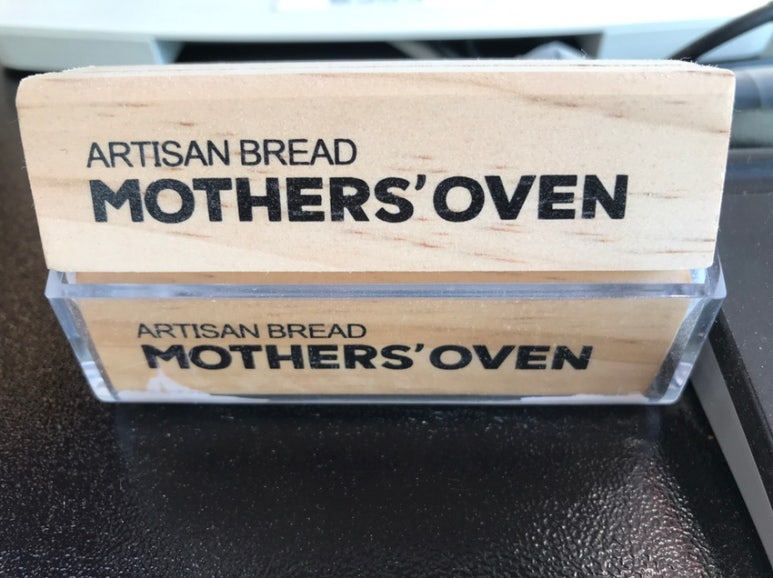 ARTISAN BREAD
MOTHERS' OVEN
ARTISAN BREAD
MOTHERS' OVEN